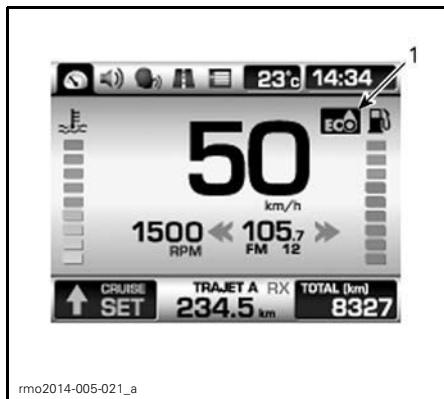 1
23°c 14:34
ECO
50
km/h
1500 105.7
RPM FM 12
CRUISE TRAJET A RX TOTAL (km)
SET 234.5 km 8327
rmo2014-005-021_a